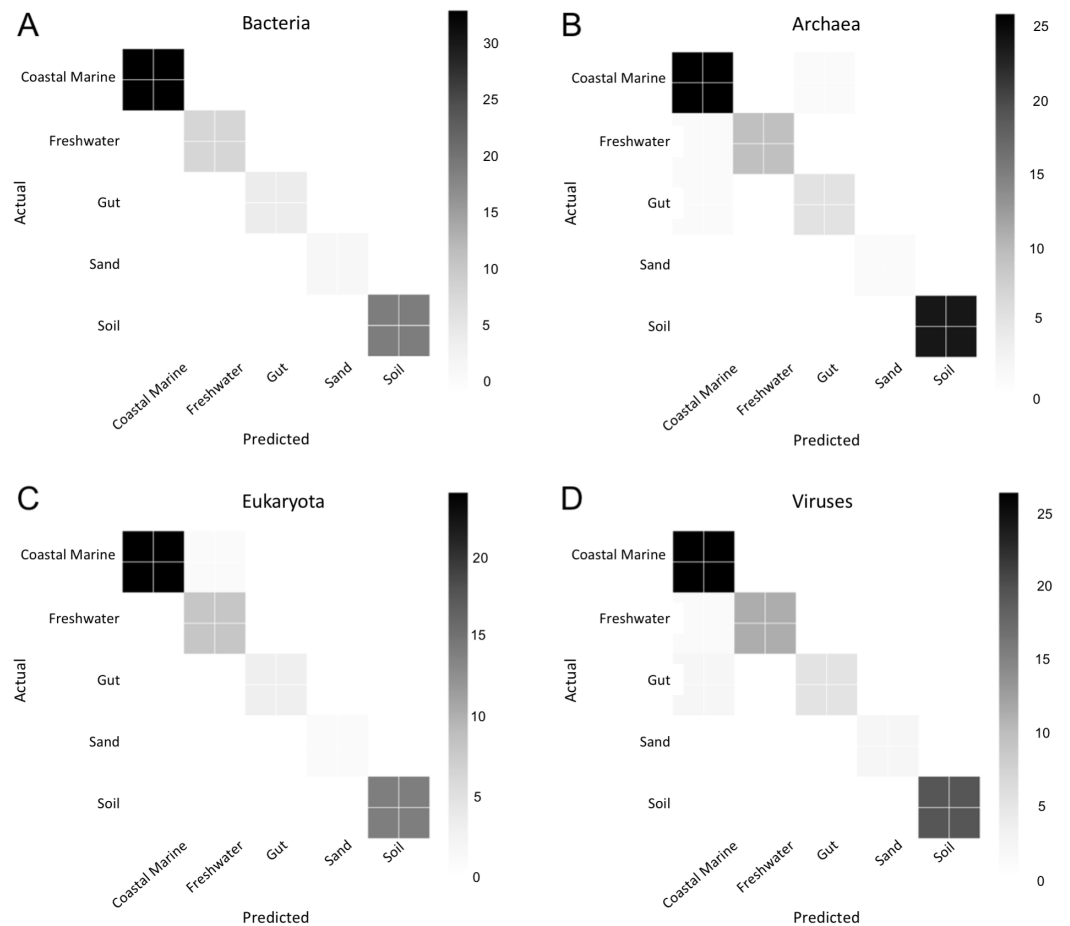 A
Bacteria
Coastal Marine
Freshwater
Gut
Sand
Soil
Actual
Coastal Marine
Freshwater
Gut
Sand
Soil
Predicted
30
25
20
15
10
5
0
B
Archaea
Coastal Marine
Freshwater
Gut
Sand
Soil
Actual
Coastal Marine
Freshwater
Gut
Sand
Soil
Predicted
25
20
15
10
5
0
C
Eukaryota
Coastal Marine
Freshwater
Gut
Sand
Soil
Actual
Coastal Marine
Freshwater
Gut
Sand
Soil
Predicted
20
15
10
5
0
D
Viruses
Coastal Marine
Freshwater
Gut
Sand
Soil
Actual
Coastal Marine
Freshwater
Gut
Sand
Soil
Predicted
25
20
15
10
5
0